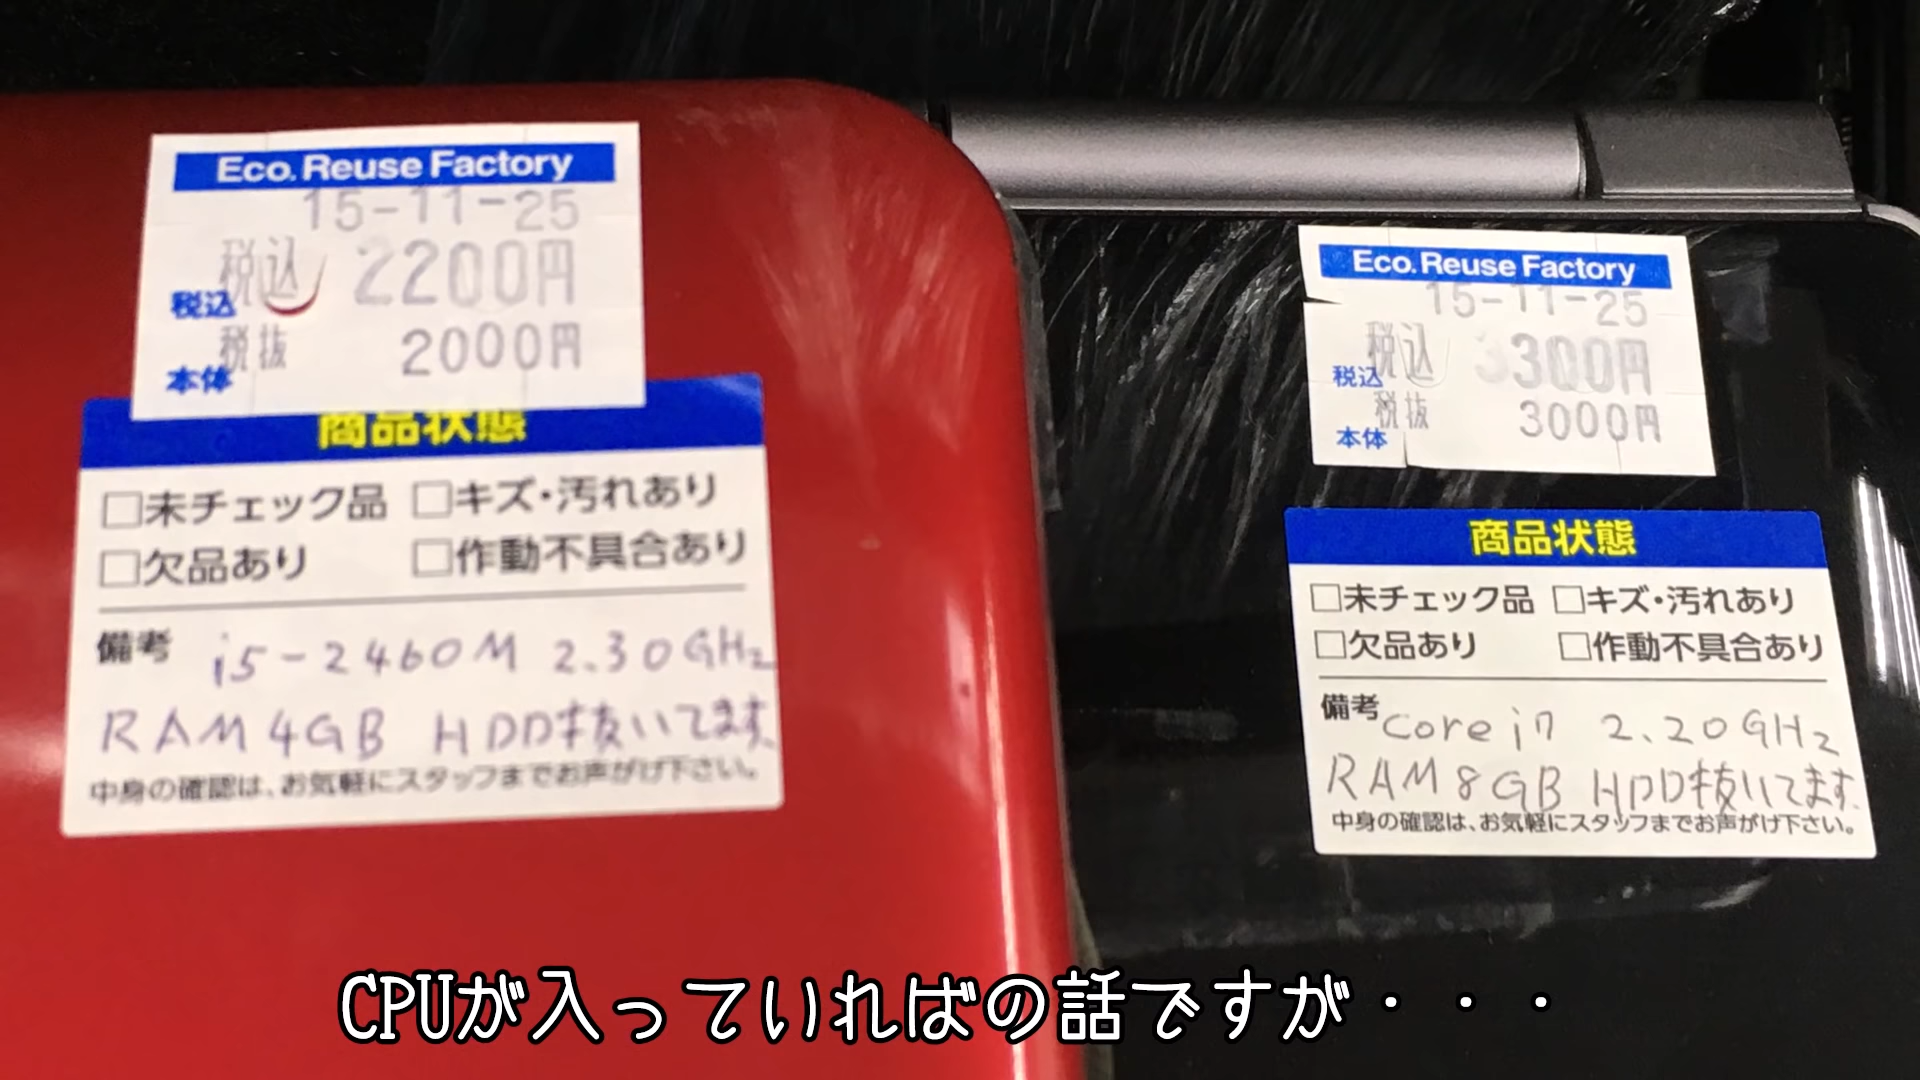 Eco.Reuse Factory
15-11-25
税込 2200円
税込
税抜 2000円
本体
商品状態
□未チェック品 □キズ・汚れあり
□欠品あり □作動不具合あり
備考 i5-2460M 2.30GHz
RAM 4GB HDD抜いてます.
中身の確認は、お気軽にスタッフまでお声がけ下さい。
Eco.Reuse Factory
15-11-25
税込 3300円
税込
税抜 3000円
本体
商品状態
□未チェック品 □キズ・汚れあり
□欠品あり □作動不具合あり
備考 Core i7 2.20GHz
RAM 8GB HDD抜いてます.
中身の確認は、お気軽にスタッフまでお声がけ下さい。
CPUが入っていればの話ですが・・・